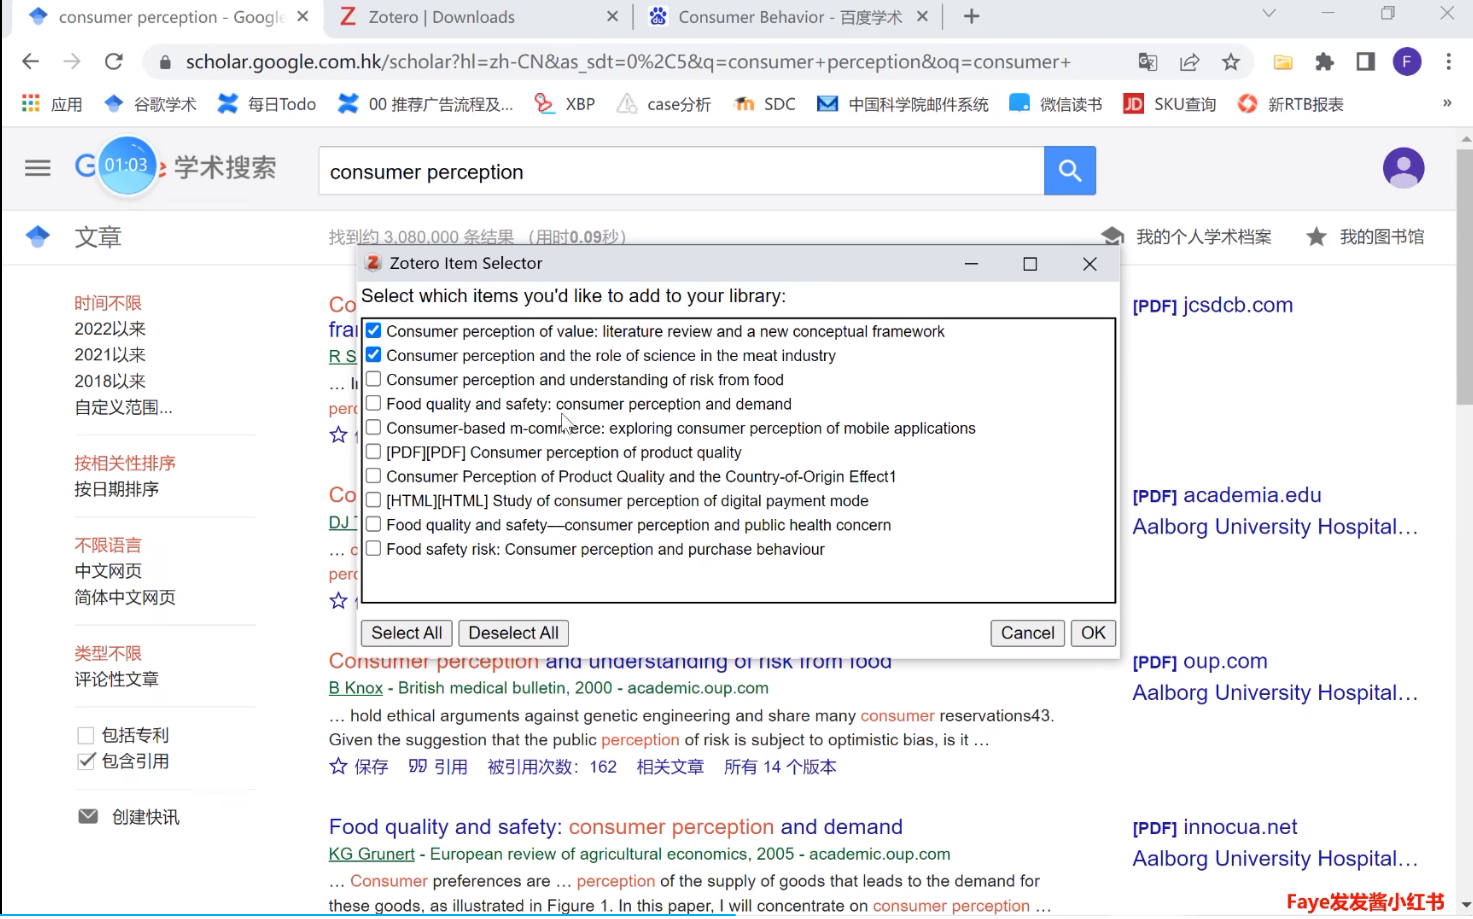 consumer perception - Google
Zotero | Downloads
Consumer Behavior - 百度学术
scholar.google.com.hk/scholar?hl=zh-CN&as_sdt=0%2C5&q=consumer+perception&oq=consumer+
F
应用
谷歌学术
每日Todo
00 推荐广告流程及...
XBP
case分析
SDC
中国科学院邮件系统
微信读书
JD SKU查询
新RTB报表
»
01:03
学术搜索
consumer perception
文章
找到约 3,080,000 条结果 (用时0.09秒)
我的个人学术档案
我的图书馆
Zotero Item Selector
Select which items you'd like to add to your library:
Consumer perception of value: literature review and a new conceptual framework
Consumer perception and the role of science in the meat industry
Consumer perception and understanding of risk from food
Food quality and safety: consumer perception and demand
Consumer-based m-commerce: exploring consumer perception of mobile applications
[PDF][PDF] Consumer perception of product quality
Consumer Perception of Product Quality and the Country-of-Origin Effect1
[HTML][HTML] Study of consumer perception of digital payment mode
Food quality and safety—consumer perception and public health concern
Food safety risk: Consumer perception and purchase behaviour
Select All
Deselect All
Cancel
OK
时间不限
2022以来
2021以来
2018以来
自定义范围...
按相关性排序
按日期排序
不限语言
中文网页
简体中文网页
类型不限
评论性文章
包括专利
包含引用
创建快讯
[PDF] jcsdcb.com
[PDF] academia.edu
Aalborg University Hospital...
Consumer perception and understanding of risk from food
B Knox - British medical bulletin, 2000 - academic.oup.com
... hold ethical arguments against genetic engineering and share many consumer reservations43.
Given the suggestion that the public perception of risk is subject to optimistic bias, is it ...
保存 引用 被引用次数：162 相关文章 所有 14 个版本
[PDF] oup.com
Aalborg University Hospital...
Food quality and safety: consumer perception and demand
KG Grunert - European review of agricultural economics, 2005 - academic.oup.com
... Consumer preferences are ... perception of the supply of goods that leads to the demand for
these goods, as illustrated in Figure 1. In this paper, I will concentrate on consumer perception ...
[PDF] innocua.net
Aalborg University Hospital...
Faye发发酱小红书